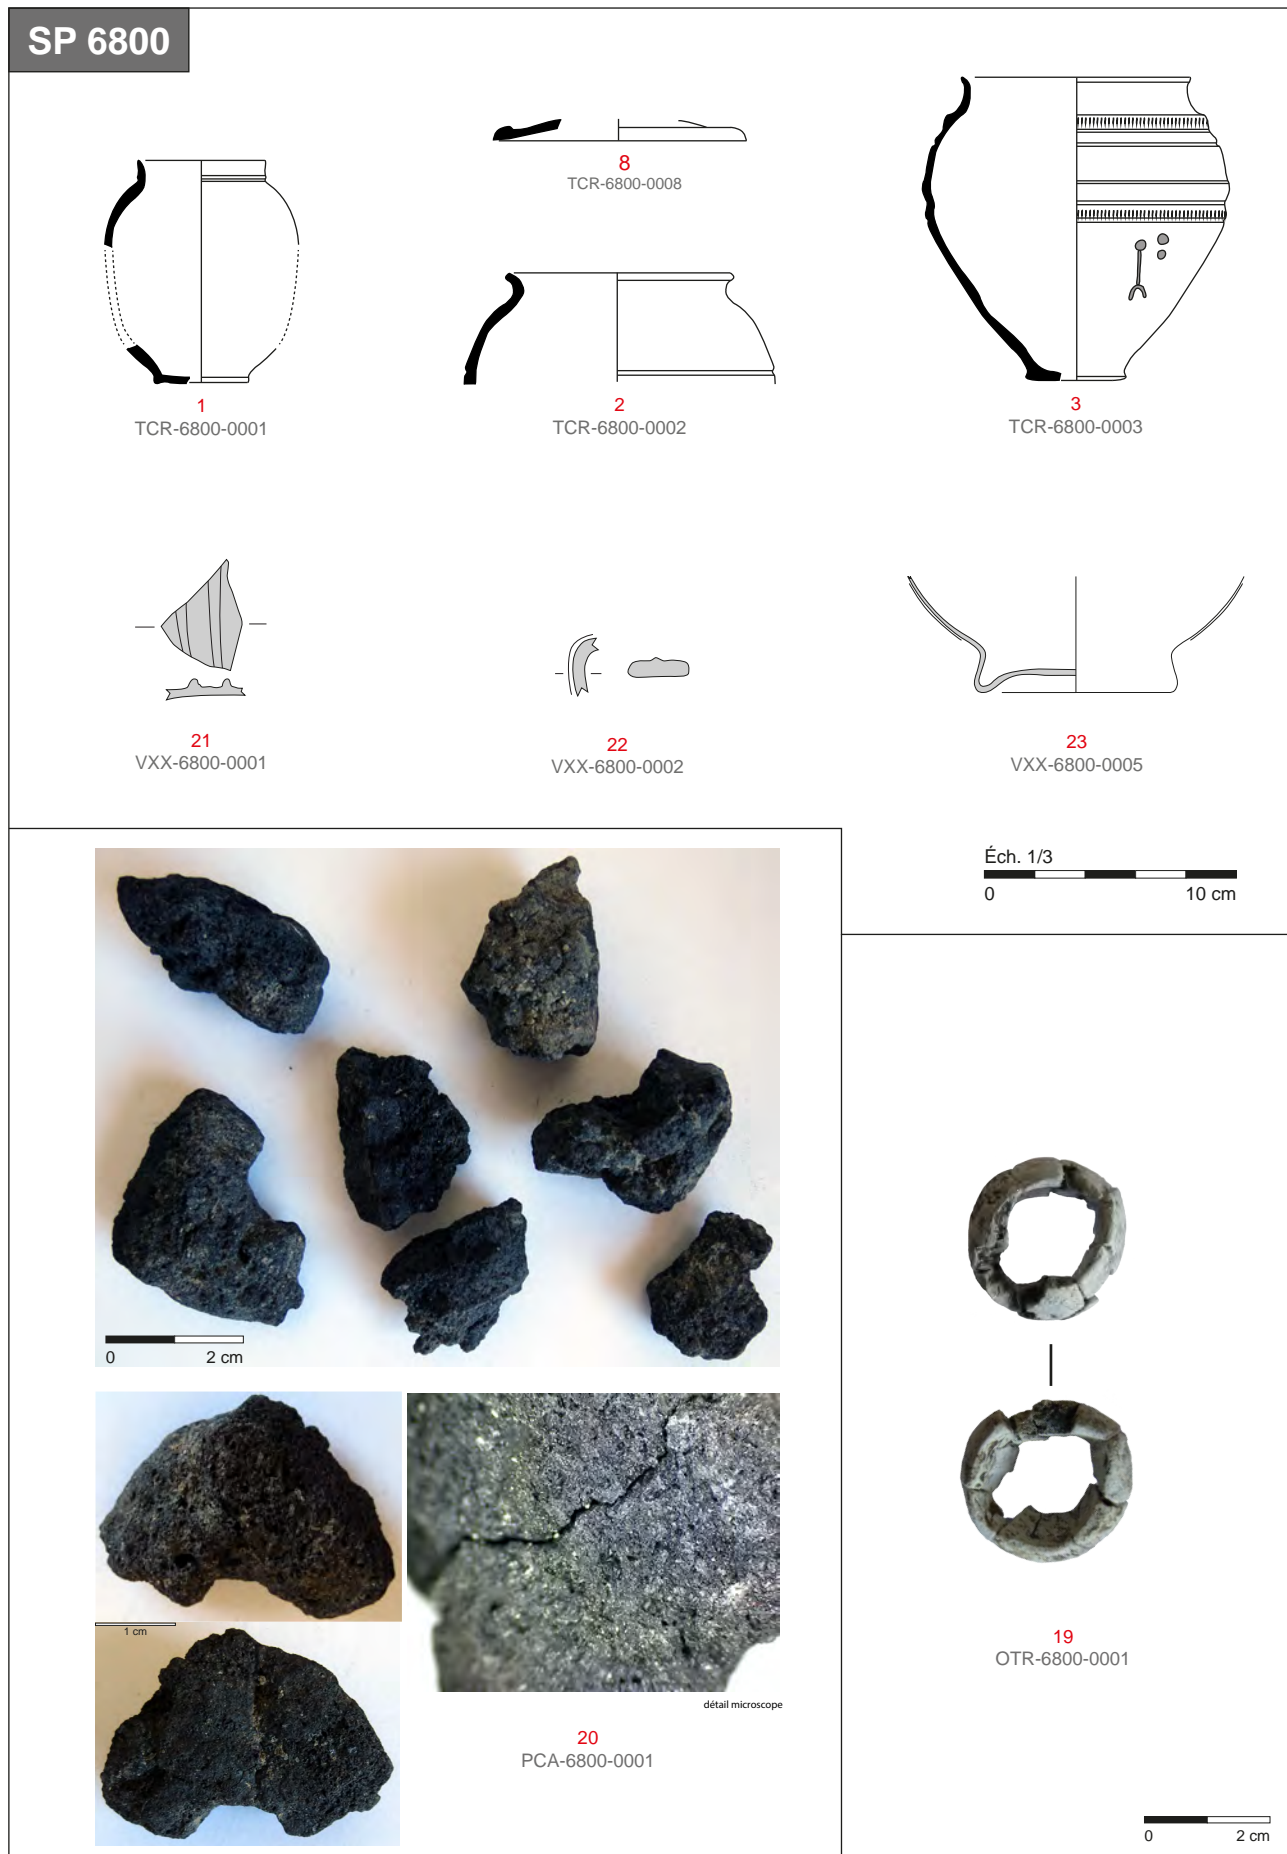 SP 6800
8
TCR-6800-0008
1
TCR-6800-0001
2
TCR-6800-0002
3
TCR-6800-0003
21
VXX-6800-0001
22
VXX-6800-0002
23
VXX-6800-0005
Éch. 1/3
0 10 cm
0 2 cm
1 cm
détail microscope
20
PCA-6800-0001
19
OTR-6800-0001
0 2 cm